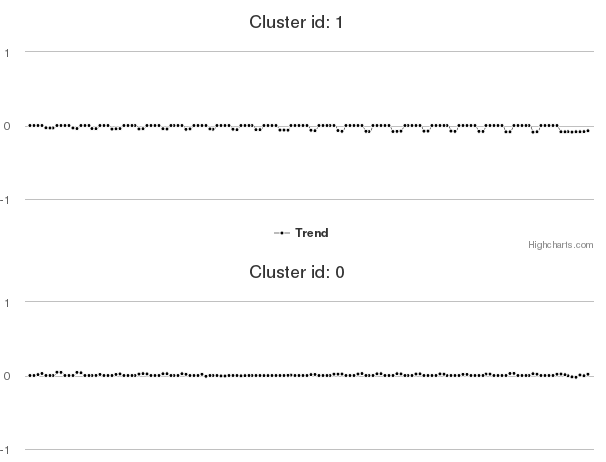 Cluster id: 1
1
0
-1
Trend
Highcharts.com
Cluster id: 0
1
0
-1